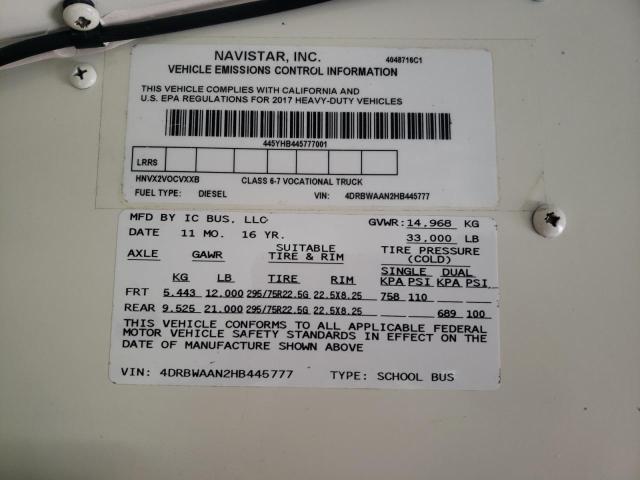 NAVISTAR, INC. 4048716C1
VEHICLE EMISSIONS CONTROL INFORMATION
THIS VEHICLE COMPLIES WITH CALIFORNIA AND
U.S. EPA REGULATIONS FOR 2017 HEAVY-DUTY VEHICLES
445YHB445777001
LRRS
HNVX2VOCVXXB CLASS 6-7 VOCATIONAL TRUCK
FUEL TYPE: DIESEL VIN: 4DRBWAAN2HB445777
MFD BY IC BUS, LLC GVWR: 14,968 KG
DATE 11 MO. 16 YR. 33,000 LB
AXLE GAWR SUITABLE TIRE & RIM TIRE PRESSURE (COLD)
SINGLE DUAL
KG LB TIRE RIM KPA PSI KPA PSI
FRT 5,443 12,000 295/75R22.5G 22.5X8.25 758 110
REAR 9,525 21,000 295/75R22.5G 22.5X8.25 689 100
THIS VEHICLE CONFORMS TO ALL APPLICABLE FEDERAL
MOTOR VEHICLE SAFETY STANDARDS IN EFFECT ON THE
DATE OF MANUFACTURE SHOWN ABOVE
VIN: 4DRBWAAN2HB445777 TYPE: SCHOOL BUS